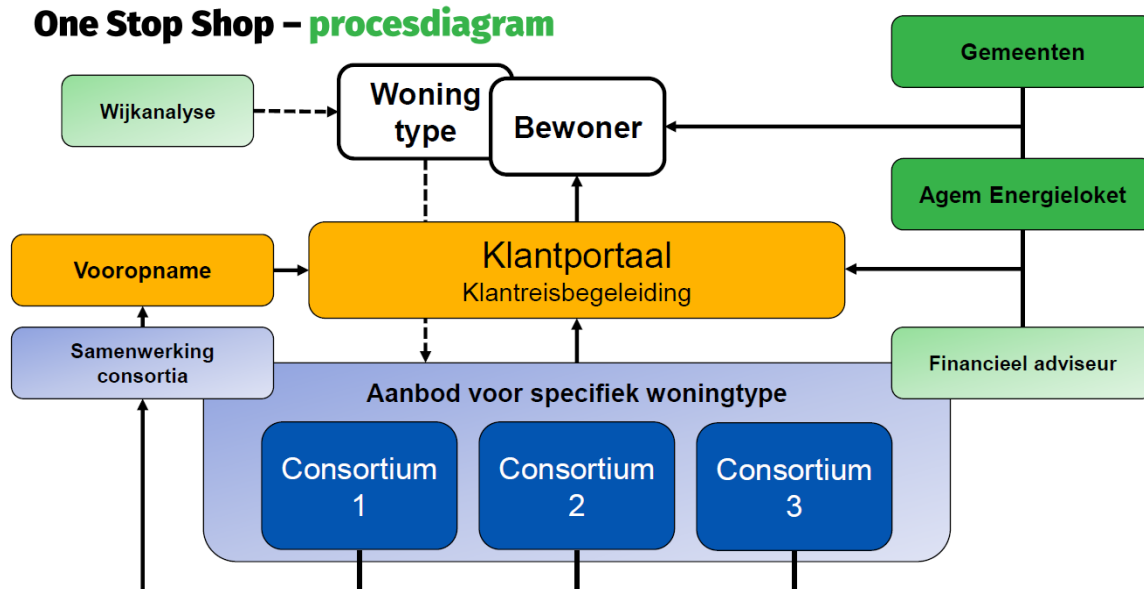 One Stop Shop – procesdiagram
Gemeenten
Wijkanalyse
Woning
type
Bewoner
Agem Energieloket
Vooropname
Klantportaal
Klantreisbegeleiding
Samenwerking
consortia
Financieel adviseur
Aanbod voor specifiek woningtype
Consortium
1
Consortium
2
Consortium
3